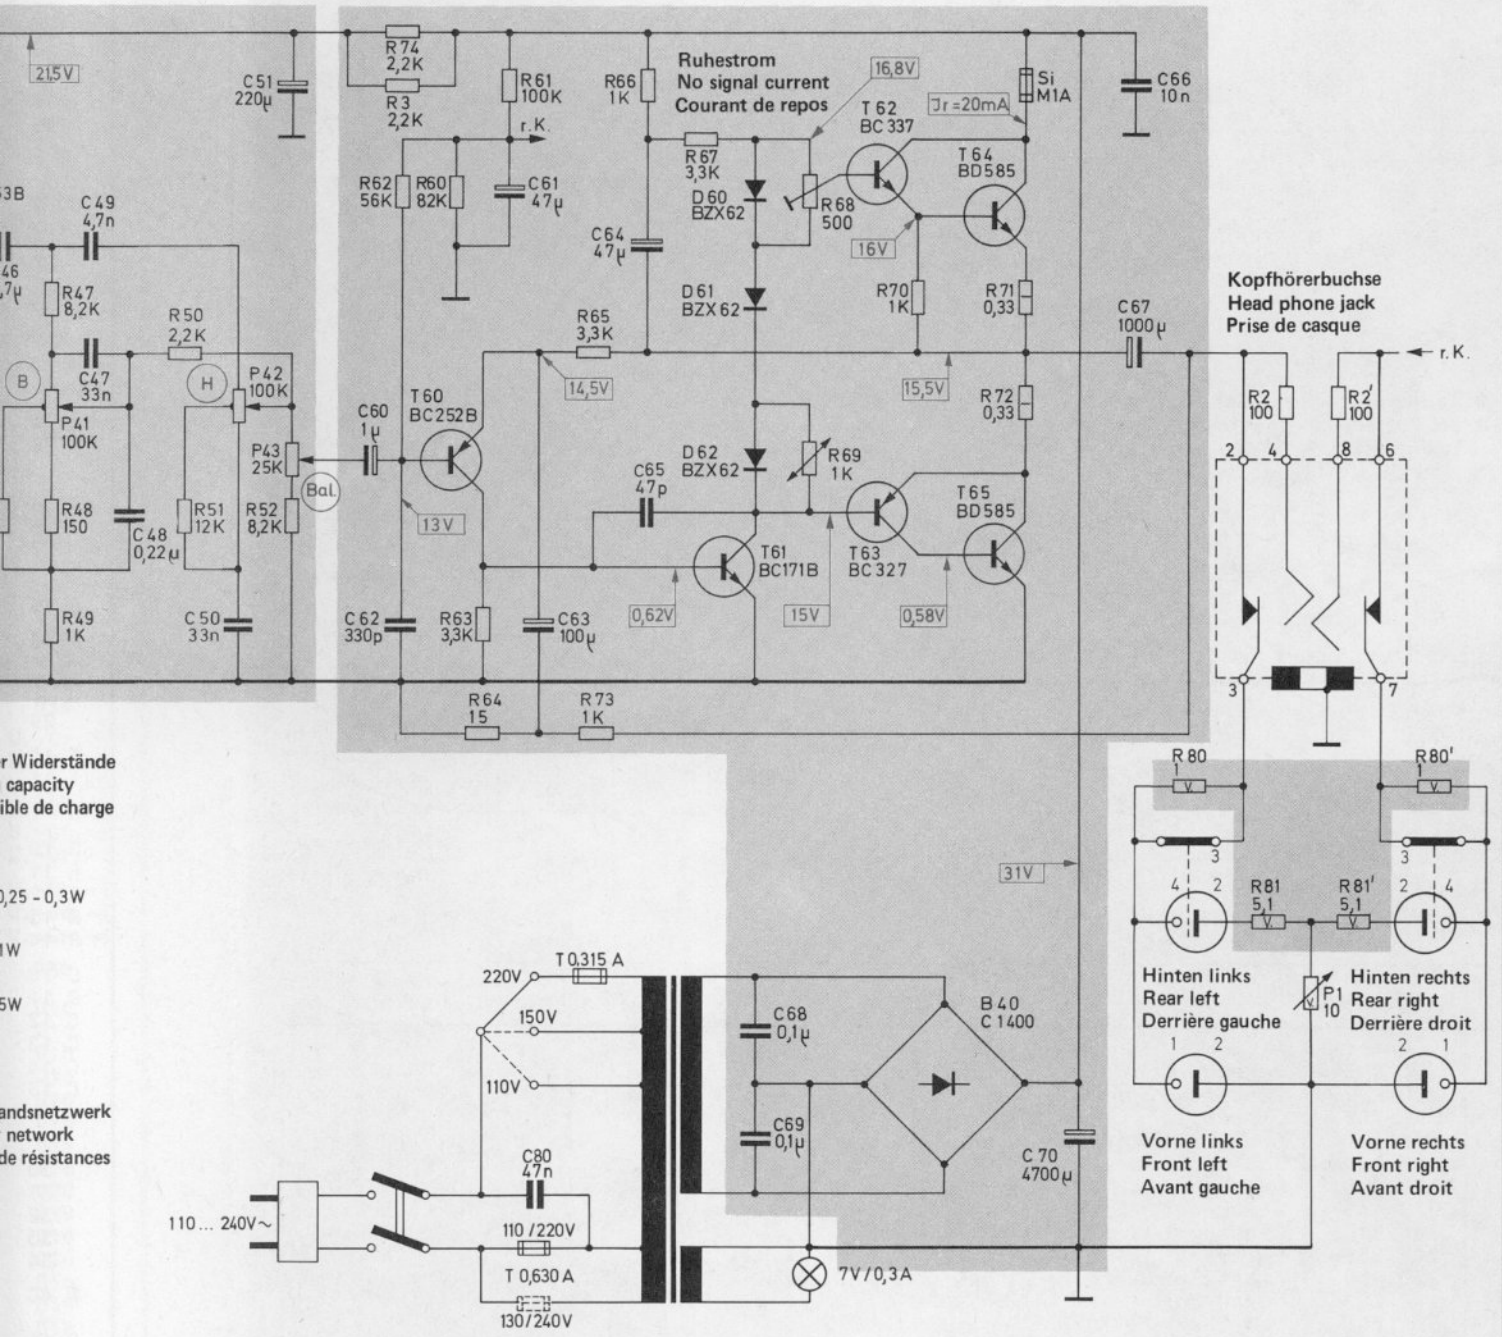 21,5V
C51
220µ
R74
2,2K
R3
2,2K
R61
100K
r.K.
R66
1K
Ruhestrom
No signal current
Courant de repos
16,8V
T62
BC337
Jr=20mA
Si
M1A
C66
10n
53B
C49
4,7n
R62
56K
R60
82K
C61
47µ
R67
3,3K
D60
BZX62
R68
500
T64
BD585
16V
C64
47µ
46
,7µ
R47
8,2K
R50
2,2K
R65
3,3K
D61
BZX62
R70
1K
R71
0,33
C67
1000µ
Kopfhörerbuchse
Head phone jack
Prise de casque
r.K.
B
C47
33n
H
P42
100K
14,5V
15,5V
P41
100K
T60
BC252B
C60
1µ
R72
0,33
R2
100
R2'
100
P43
25K
Bal.
D62
BZX62
R69
1K
2
4
8
6
R48
150
C48
0,22µ
R51
12K
R52
8,2K
13V
C65
47p
T65
BD585
T61
BC171B
T63
BC327
R49
1K
C50
33n
C62
330p
R63
3,3K
C63
100µ
0,62V
15V
0,58V
R64
15
R73
1K
3
7
r Widerstände
capacity
ible de charge
R80
1
V
R80'
1
V
3
3
31V
0,25 - 0,3W
4
2
R81
5,1
V
R81'
5,1
V
2
4
1W
5W
220V
T 0,315 A
150V
110V
C68
0,1µ
B40
C1400
Hinten links
Rear left
Derrière gauche
V
P1
10
Hinten rechts
Rear right
Derrière droit
1
2
2
1
andsnetzwerk
network
de résistances
C69
0,1µ
C70
4700µ
Vorne links
Front left
Avant gauche
Vorne rechts
Front right
Avant droit
C80
47n
110... 240V~
110/220V
T 0,630 A
130/240V
7V/0,3A